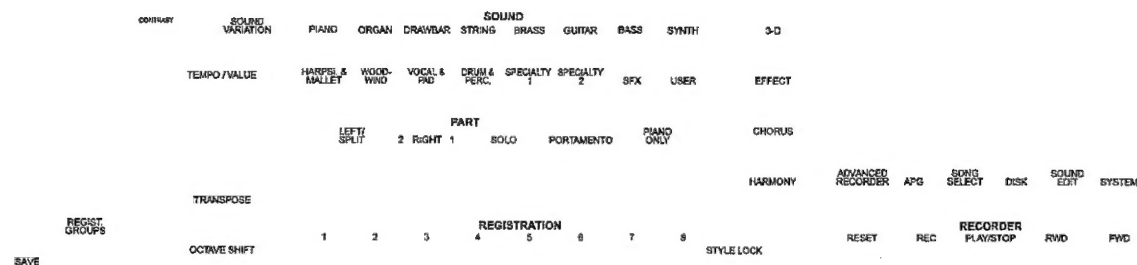 SOUND
CONTRAST SOUND VARIATION PIANO ORGAN DRAWBAR STRING BRASS GUITAR BASS SYNTH 3-D
TEMPO / VALUE HARPSI. & MALLET WOOD-WIND VOCAL & PAD DRUM & PERC. SPECIALTY 1 SPECIALTY 2 SFX USER EFFECT
PART
LEFT/ SPLIT 2 RIGHT 1 SOLO PORTAMENTO PIANO ONLY CHORUS
HARMONY ADVANCED RECORDER APG SONG SELECT DISK SOUND EDIT SYSTEM
TRANSPOSE
REGIST. GROUPS REGISTRATION RECORDER
1 2 3 4 5 6 7 8 RESET REC PLAY/STOP RWD FWD
OCTAVE SHIFT STYLE LOCK
SAVE